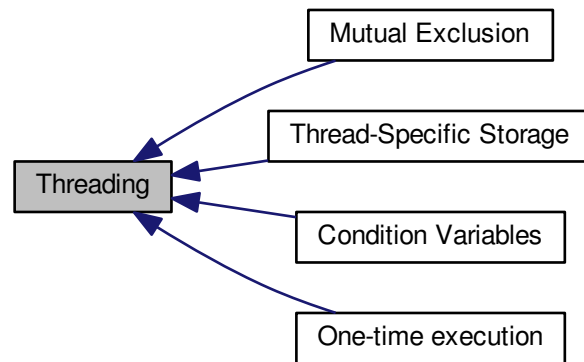 Mutual Exclusion
Thread-Specific Storage
Threading
Condition Variables
One-time execution